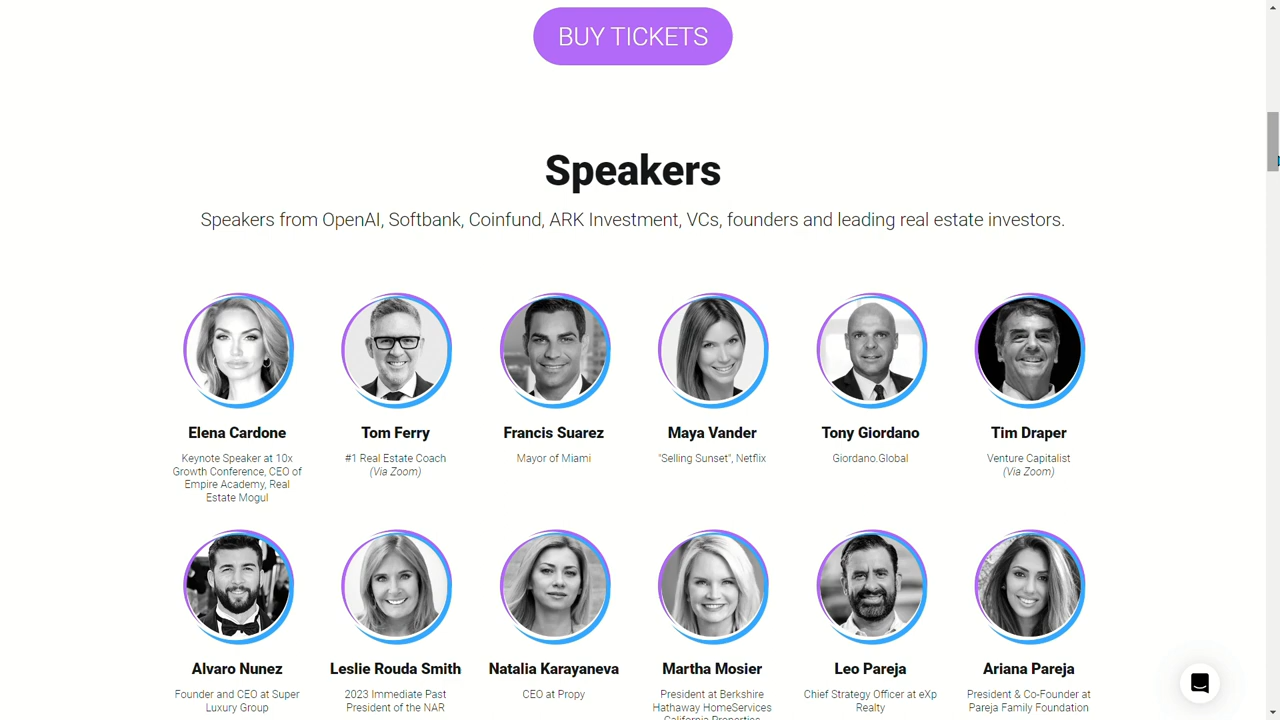 BUY TICKETS
Speakers
Speakers from OpenAI, Softbank, Coinfund, ARK Investment, VCs, founders and leading real estate investors.
Elena Cardone
Keynote Speaker at 10x
Growth Conference, CEO of
Empire Academy, Real
Estate Mogul
Tom Ferry
#1 Real Estate Coach
(Via Zoom)
Francis Suarez
Mayor of Miami
Maya Vander
"Selling Sunset", Netflix
Tony Giordano
Giordano.Global
Tim Draper
Venture Capitalist
(Via Zoom)
Alvaro Nunez
Founder and CEO at Super
Luxury Group
Leslie Rouda Smith
2023 Immediate Past
President of the NAR
Natalia Karayaneva
CEO at Propy
Martha Mosier
President at Berkshire
Hathaway HomeServices
California Properties
Leo Pareja
Chief Strategy Officer at eXp
Realty
Ariana Pareja
President & Co-Founder at
Pareja Family Foundation